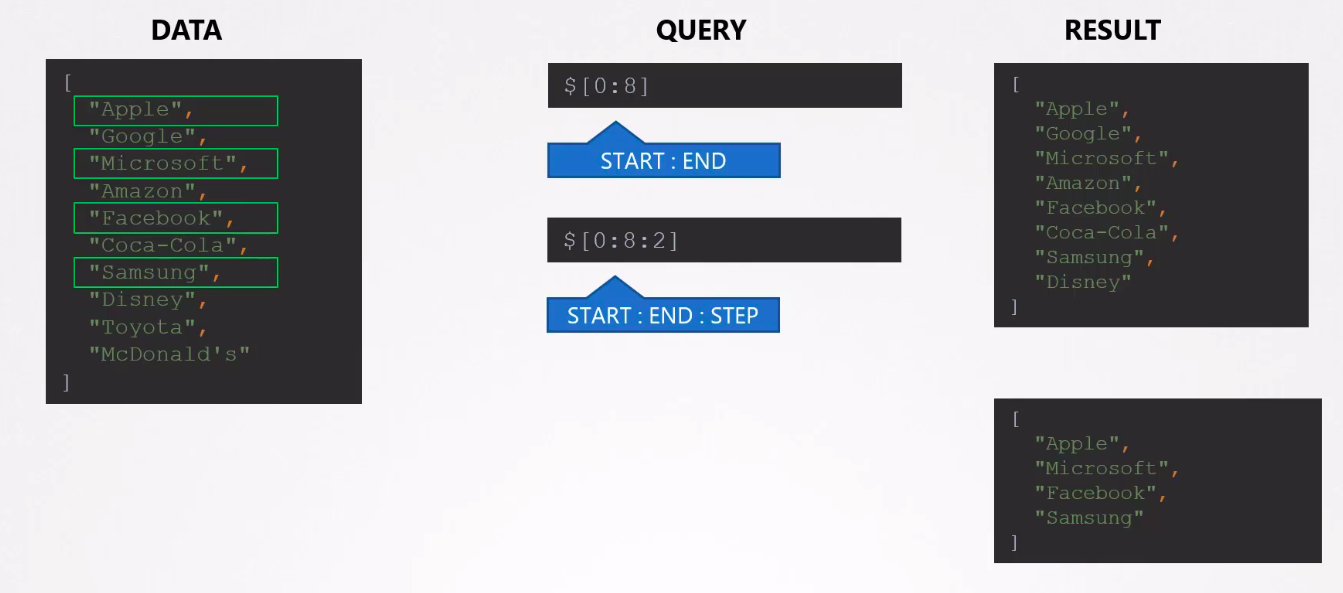 DATA
[
"Apple",
"Google",
"Microsoft",
"Amazon",
"Facebook",
"Coca-Cola",
"Samsung",
"Disney",
"Toyota",
"McDonald's"
]
QUERY
$[0:8]
START : END
$[0:8:2]
START : END : STEP
RESULT
[
"Apple",
"Google",
"Microsoft",
"Amazon",
"Facebook",
"Coca-Cola",
"Samsung",
"Disney"
]
[
"Apple",
"Microsoft",
"Facebook",
"Samsung"
]